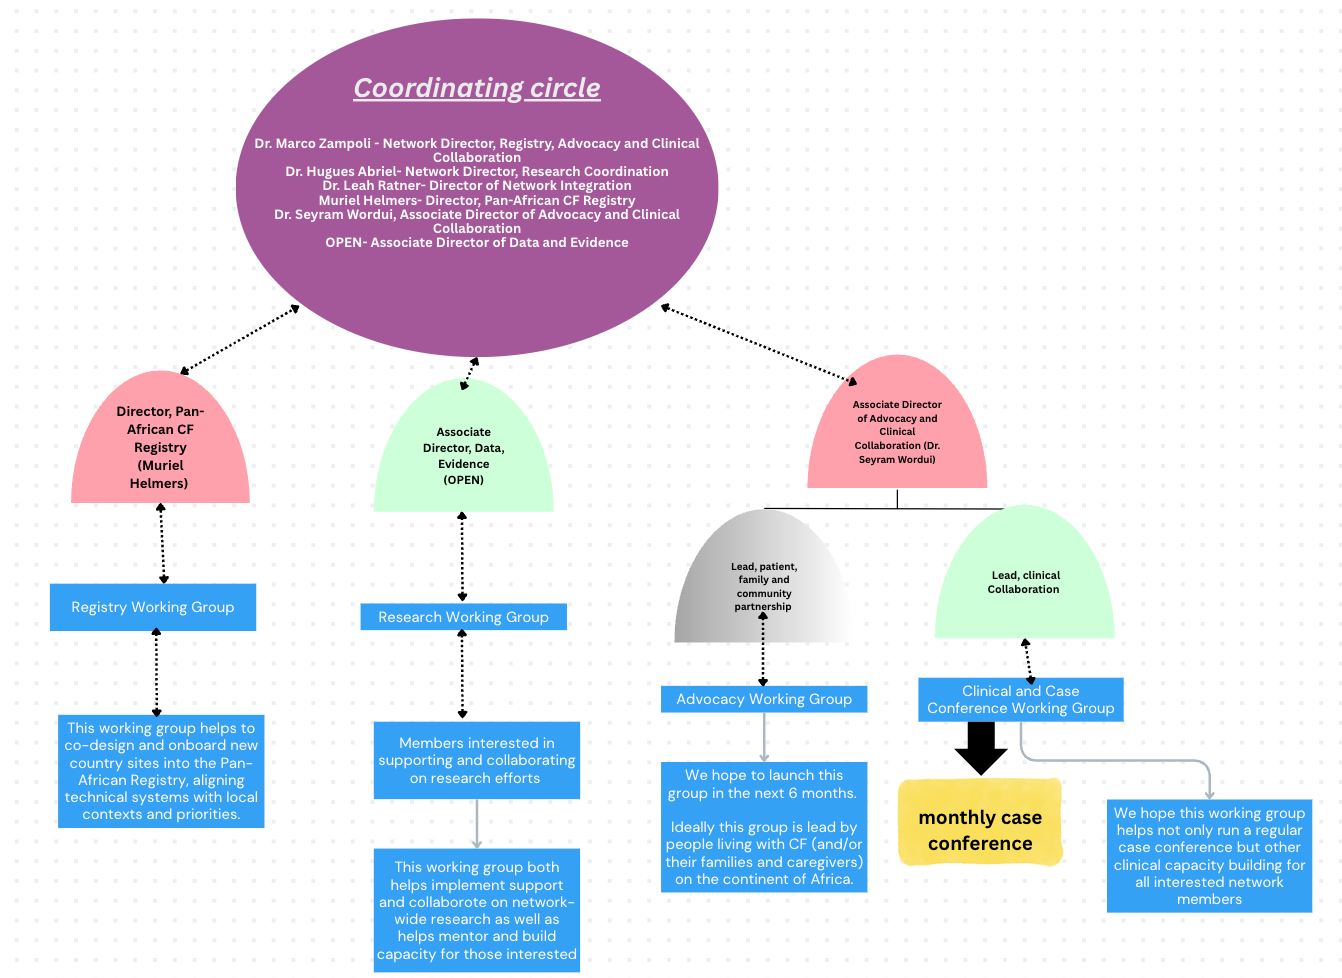 Coordinating circle
Dr. Marco Zampoli - Network Director, Registry, Advocacy and Clinical
Collaboration
Dr. Hugues Abriel- Network Director, Research Coordination
Dr. Leah Ratner- Director of Network Integration
Muriel Helmers- Director, Pan-African CF Registry
Dr. Seyram Wordui, Associate Director of Advocacy and Clinical
Collaboration
OPEN- Associate Director of Data and Evidence
Director, Pan-
African CF
Registry
(Muriel
Helmers)
Registry Working Group
This working group helps to
co-design and onboard new
country sites into the Pan-
African Registry, aligning
technical systems with local
contexts and priorities.
Associate
Director, Data,
Evidence
(OPEN)
Research Working Group
Members interested in
supporting and collaborating
on research efforts
This working group both
helps implement support
and collaborote on network-
wide research as well as
helps mentor and build
capacity for those interested
Associate Director
of Advocacy and
Clinical
Collaboration (Dr.
Seyram Wordui)
Lead, patient,
family and
community
partnership
Advocacy Working Group
We hope to launch this
group in the next 6 months.
Ideally this group is lead by
people living with CF (and/or
their families and caregivers)
on the continent of Africa.
Lead, clinical
Collaboration
Clinical and Case
Conference Working Group
monthly case
conference
We hope this working group
helps not only run a regular
case conference but other
clinical capacity building for
all interested network
members